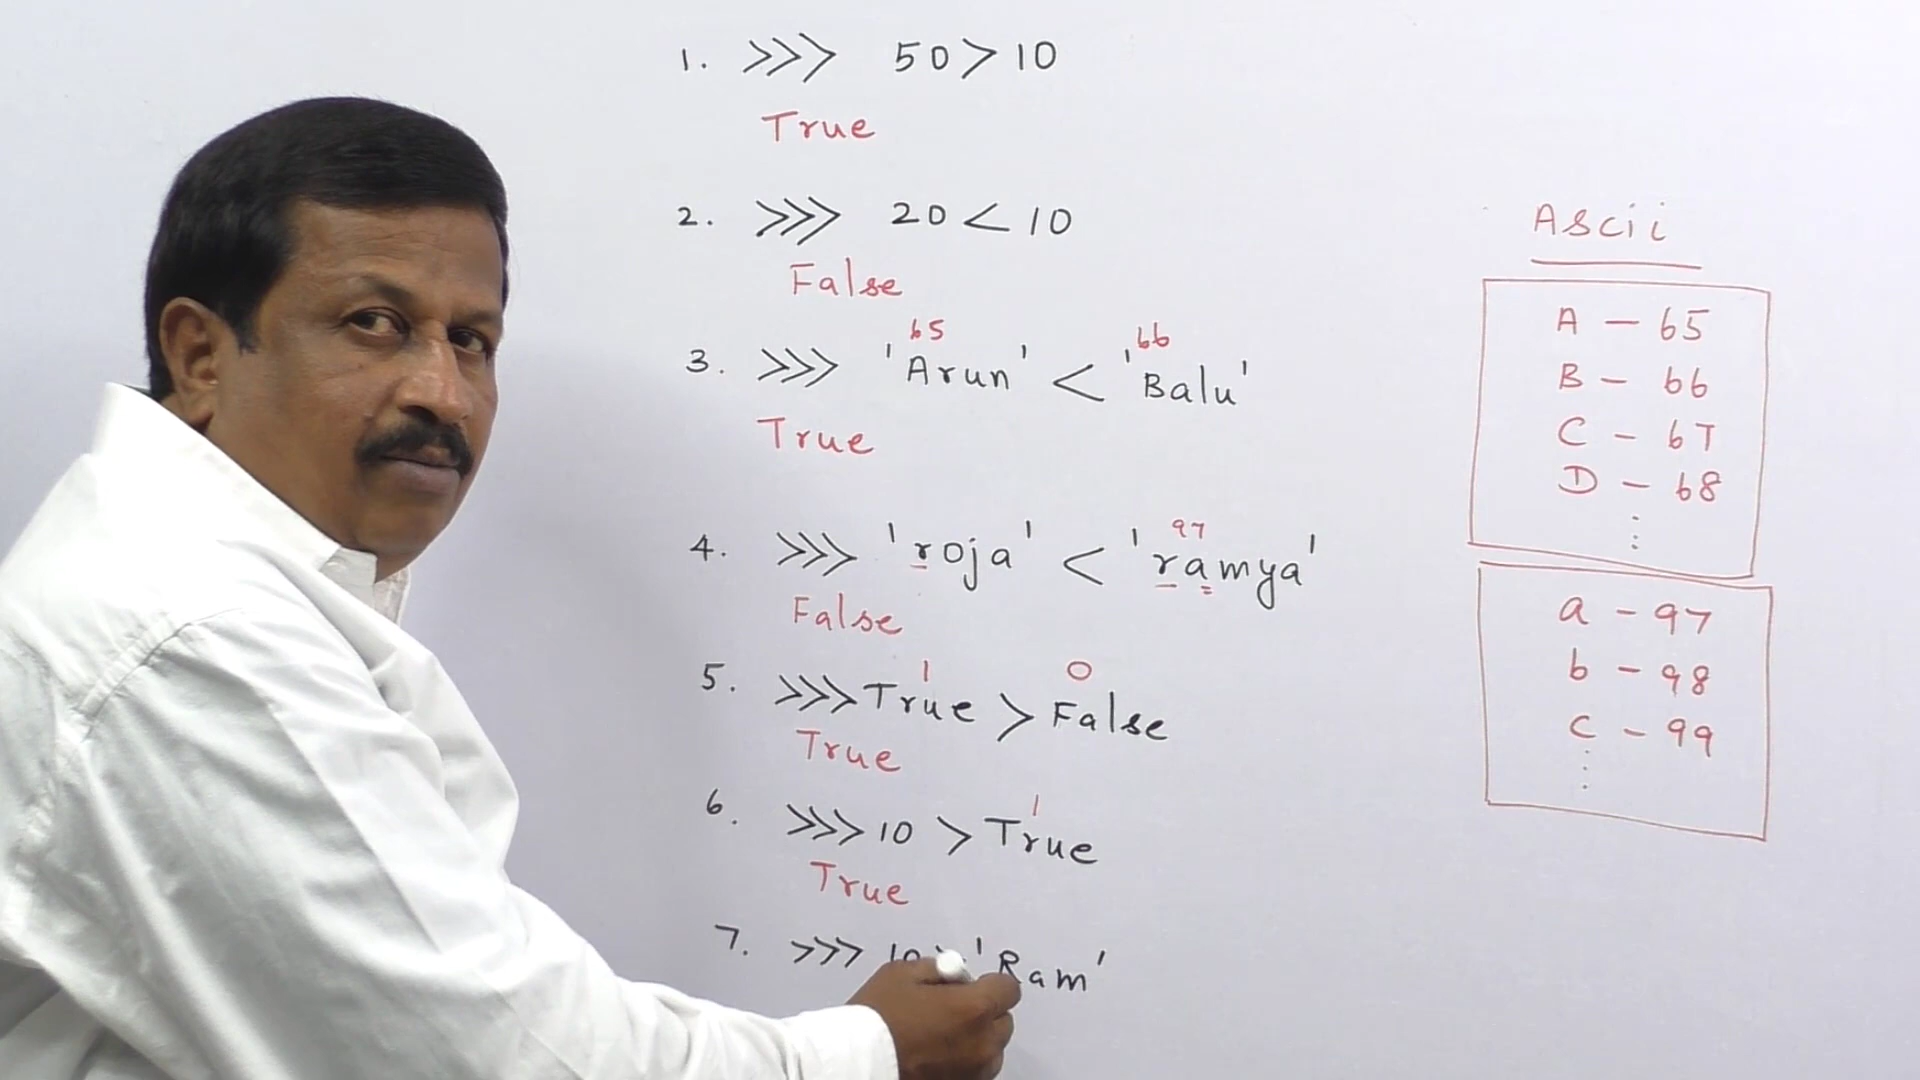 1. >>> 50 > 10
True
2. >>> 20 < 10
False
65 66
3. >>> 'Arun' < 'Balu'
True
97
4. >>> 'roja' < 'ramya'
False
1 0
5. >>> True > False
True
1
6. >>> 10 > True
True
7. >>> 10 'Ram'
Ascii
A - 65
B - 66
C - 67
D - 68
a - 97
b - 98
c - 99